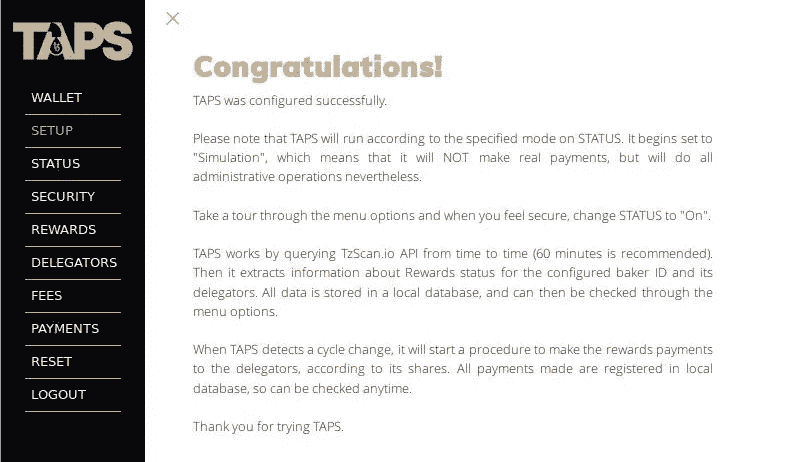 TAPS
WALLET
SETUP
STATUS
SECURITY
REWARDS
DELEGATORS
FEES
PAYMENTS
RESET
LOGOUT
Congratulations!
TAPS was configured successfully.
Please note that TAPS will run according to the specified mode on STATUS. It begins set to
"Simulation", which means that it will NOT make real payments, but will do all
administrative operations nevertheless.
Take a tour through the menu options and when you feel secure, change STATUS to "On".
TAPS works by querying TzScan.io API from time to time (60 minutes is recommended).
Then it extracts information about Rewards status for the configured baker ID and its
delegators. All data is stored in a local database, and can then be checked through the
menu options.
When TAPS detects a cycle change, it will start a procedure to make the rewards payments
to the delegators, according to its shares. All payments made are registered in local
database, so can be checked anytime.
Thank you for trying TAPS.